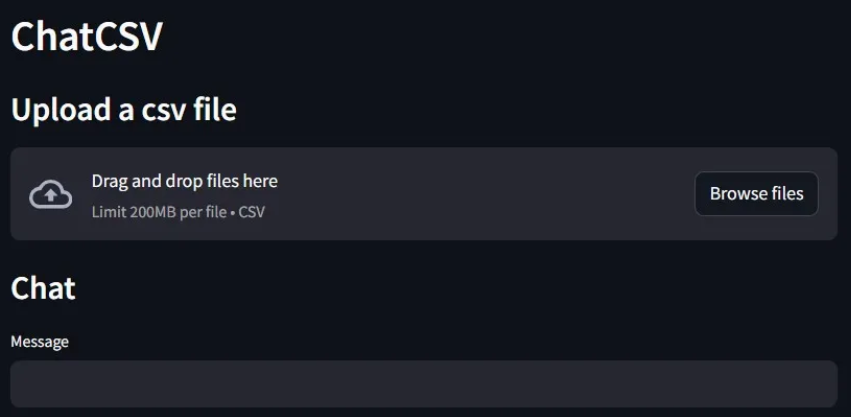 ChatCSV
Upload a csv file
Drag and drop files here
Limit 200MB per file • CSV
Browse files
Chat
Message